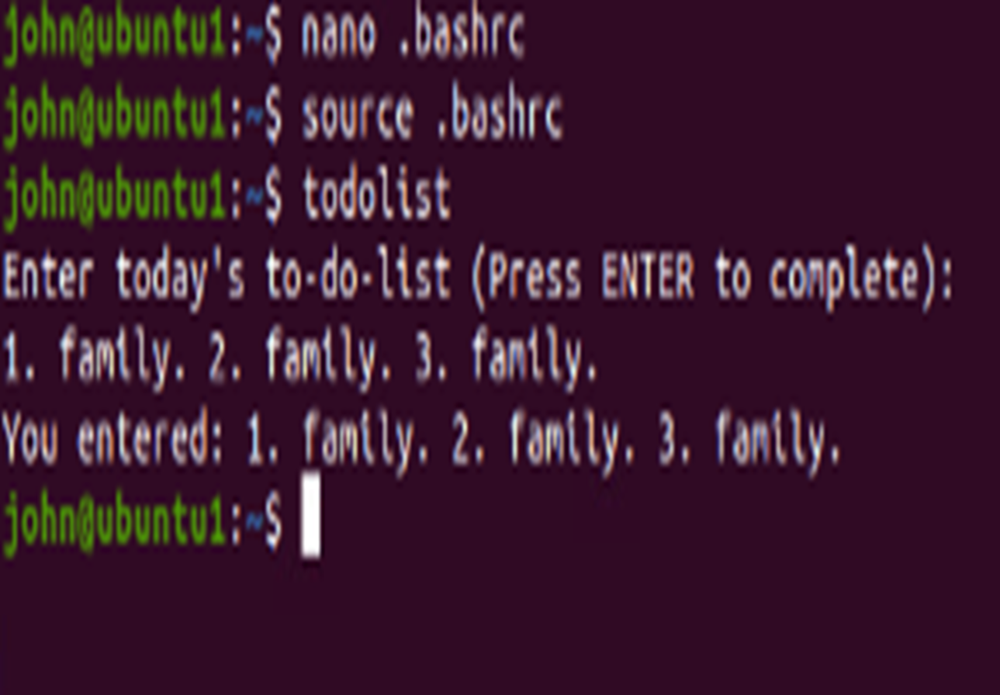 john@ubuntu1:~$ nano .bashrc
john@ubuntu1:~$ source .bashrc
john@ubuntu1:~$ todolist
Enter today's to-do-list (Press ENTER to complete):
1. family. 2. family. 3. family.
You entered: 1. family. 2. family. 3. family.
john@ubuntu1:~$